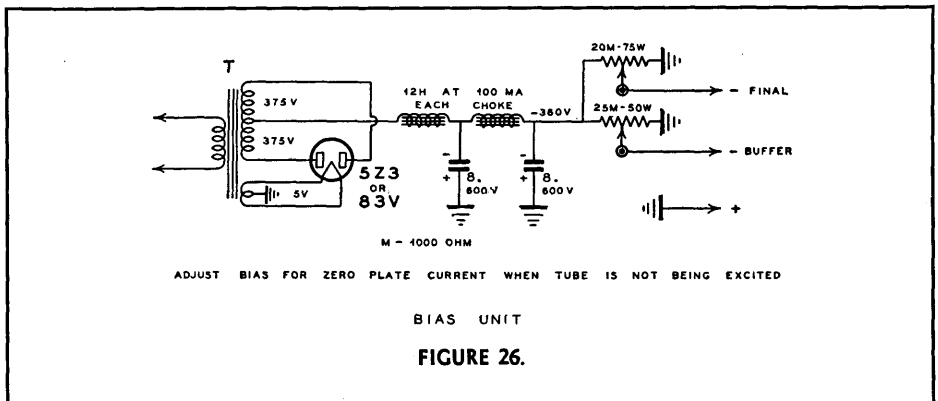 T
375V
375V
5V
5Z3
OR
83V
12H AT
EACH
100 MA
CHOKE
-360V
-
+
8.
600V
-
+
8.
600V
20M-75W
- FINAL
25M-50W
- BUFFER
+
M - 1000 OHM
ADJUST BIAS FOR ZERO PLATE CURRENT WHEN TUBE IS NOT BEING EXCITED
BIAS UNIT
FIGURE 26.